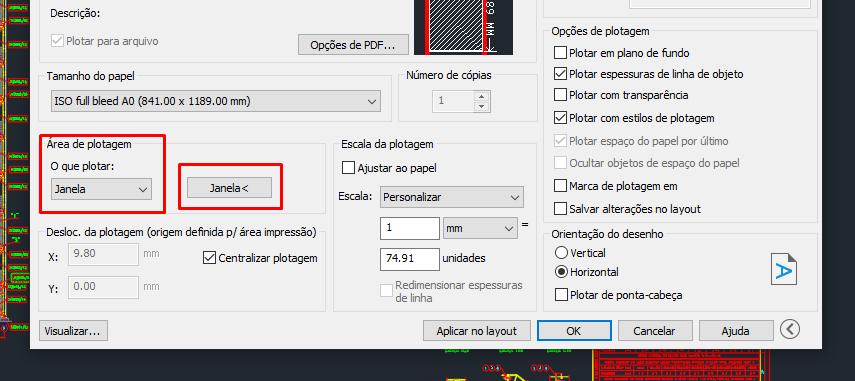 Descrição:
Plotar para arquivo
Opções de PDF...
MM 68
Tamanho do papel
ISO full bleed A0 (841.00 x 1189.00 mm)
Número de cópias
1
Área de plotagem
O que plotar:
Janela
Janela<
Desloc. da plotagem (origem definida p/ área impressão)
X: 9.80 mm
Centralizar plotagem
Y: 0.00 mm
Escala da plotagem
Ajustar ao papel
Escala: Personalizar
1 mm =
74.91 unidades
Redimensionar espessuras
de linha
Opções de plotagem
Plotar em plano de fundo
Plotar espessuras de linha de objeto
Plotar com transparência
Plotar com estilos de plotagem
Plotar espaço do papel por último
Ocultar objetos de espaço do papel
Marca de plotagem em
Salvar alterações no layout
Orientação do desenho
Vertical
Horizontal
Plotar de ponta-cabeça
A
Visualizar...
Aplicar no layout
OK
Cancelar
Ajuda